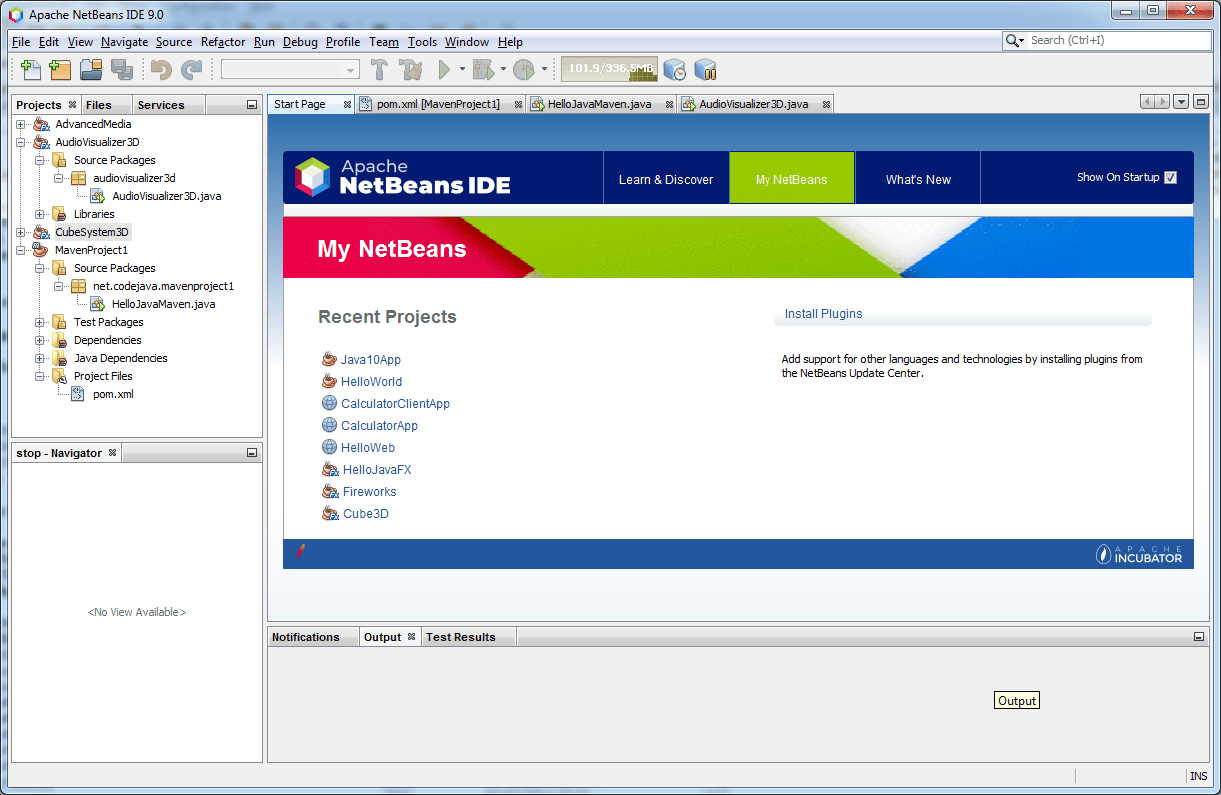 Apache NetBeans IDE 9.0
File Edit View Navigate Source Refactor Run Debug Profile Team Tools Window Help
Search (Ctrl+I)
101.9/336.5MB
Projects Files Services
AdvancedMedia
AudioVisualizer3D
Source Packages
audiovisualizer3d
AudioVisualizer3D.java
Libraries
CubeSystem3D
MavenProject1
Source Packages
net.codejava.mavenproject1
HelloJavaMaven.java
Test Packages
Dependencies
Java Dependencies
Project Files
pom.xml
stop - Navigator
<No View Available>
Start Page pom.xml [MavenProject1] HelloJavaMaven.java AudioVisualizer3D.java
Apache
NetBeans IDE
Learn & Discover My NetBeans What's New Show On Startup
My NetBeans
Recent Projects
Java10App
HelloWorld
CalculatorClientApp
CalculatorApp
HelloWeb
HelloJavaFX
Fireworks
Cube3D
Install Plugins
Add support for other languages and technologies by installing plugins from
the NetBeans Update Center.
APACHE
INCUBATOR
Notifications Output Test Results
Output
INS